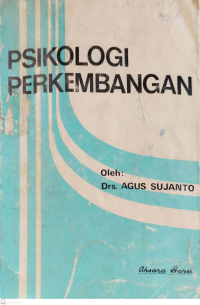 PSIKOLOGI
PERKEMBANGAN
Oleh:
Drs. AGUS SUJANTO
Aksara Baru